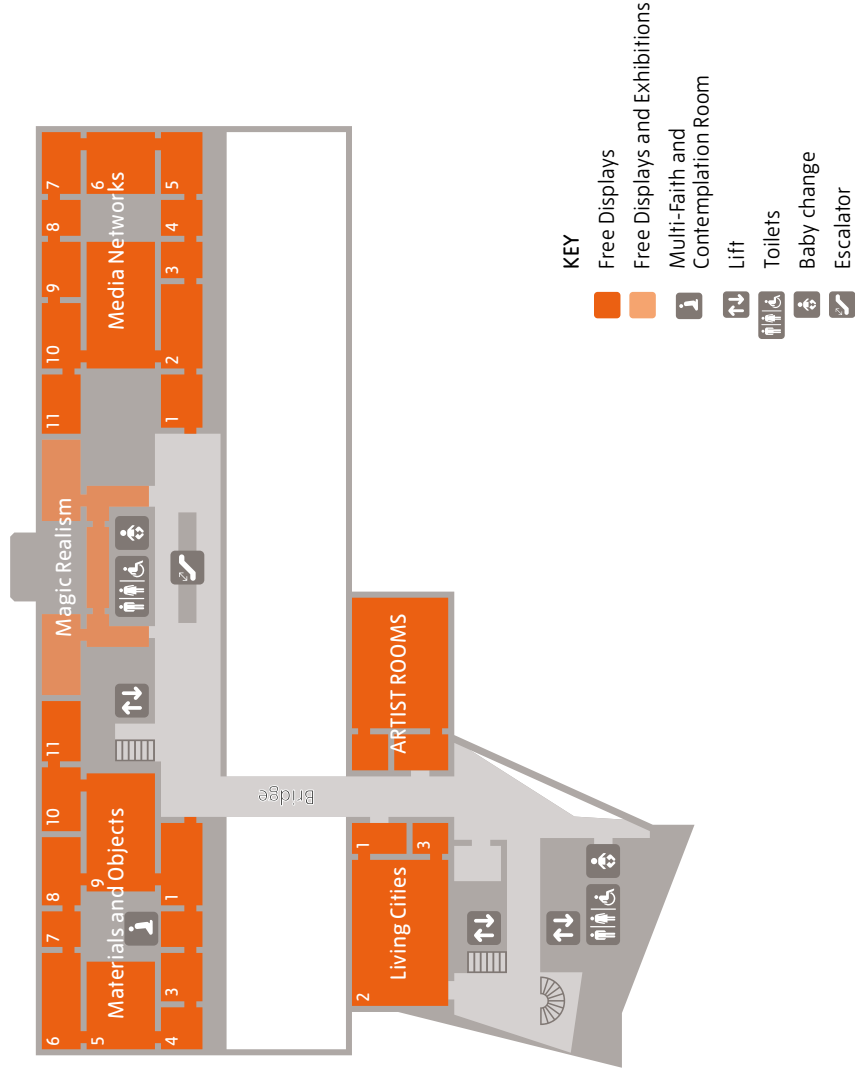 7
8
9
10
11
6
Media Networks
5
4
3
2
1
Magic Realism
11
10
8
7
6
9
Materials and Objects
5
1
3
4
Bridge
ARTIST ROOMS
1
3
Living Cities
2
KEY
Free Displays
Free Displays and Exhibitions
Multi-Faith and
Contemplation Room
Lift
Toilets
Baby change
Escalator